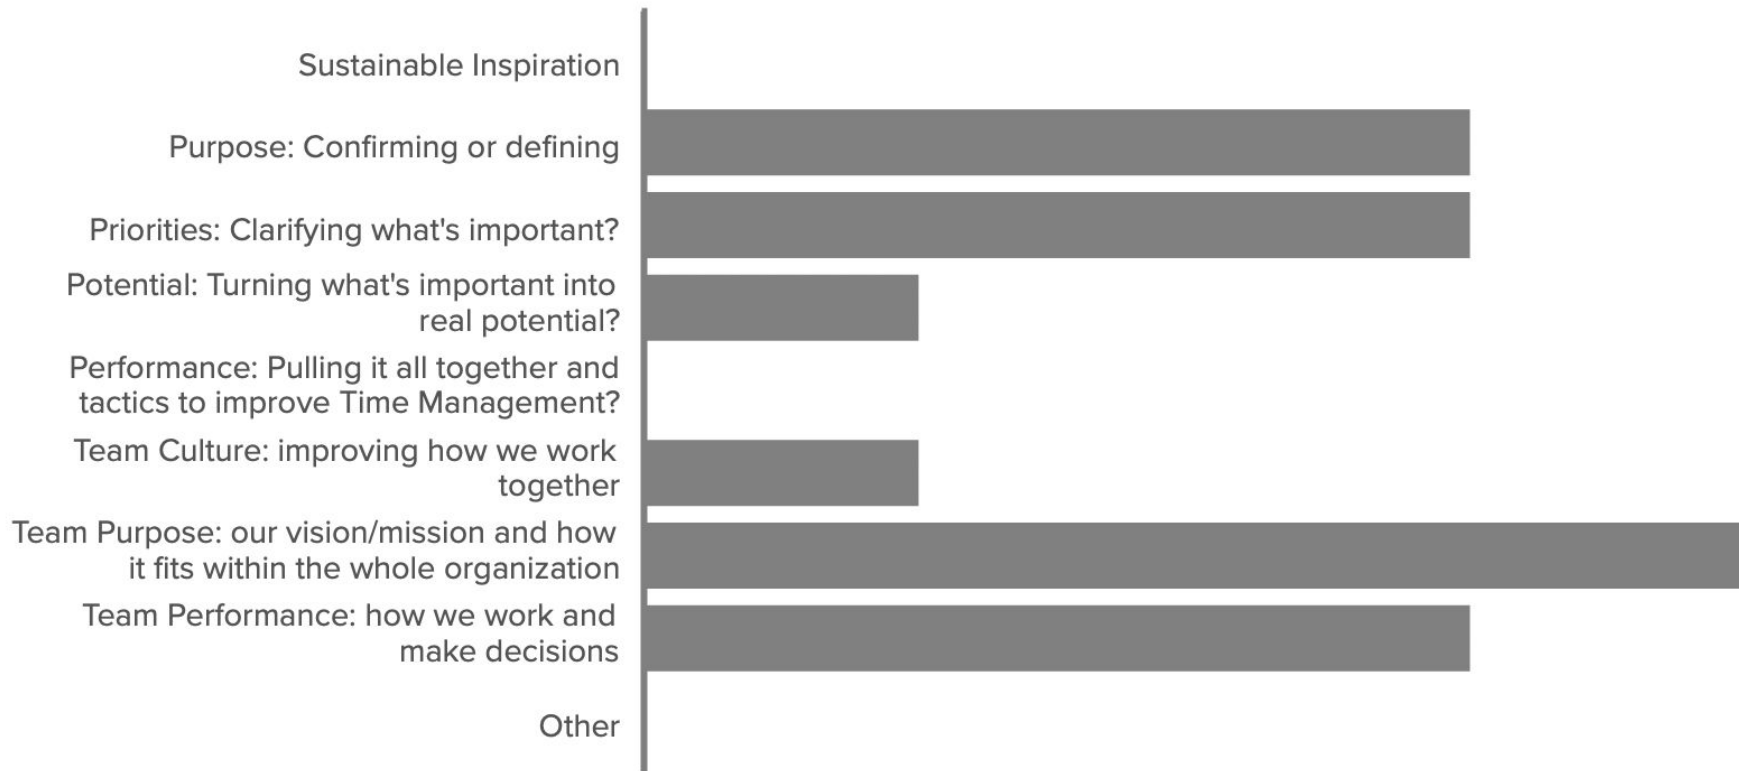 Sustainable Inspiration
Purpose: Confirming or defining
Priorities: Clarifying what's important?
Potential: Turning what's important into
real potential?
Performance: Pulling it all together and
tactics to improve Time Management?
Team Culture: improving how we work
together
Team Purpose: our vision/mission and how
it fits within the whole organization
Team Performance: how we work and
make decisions
Other